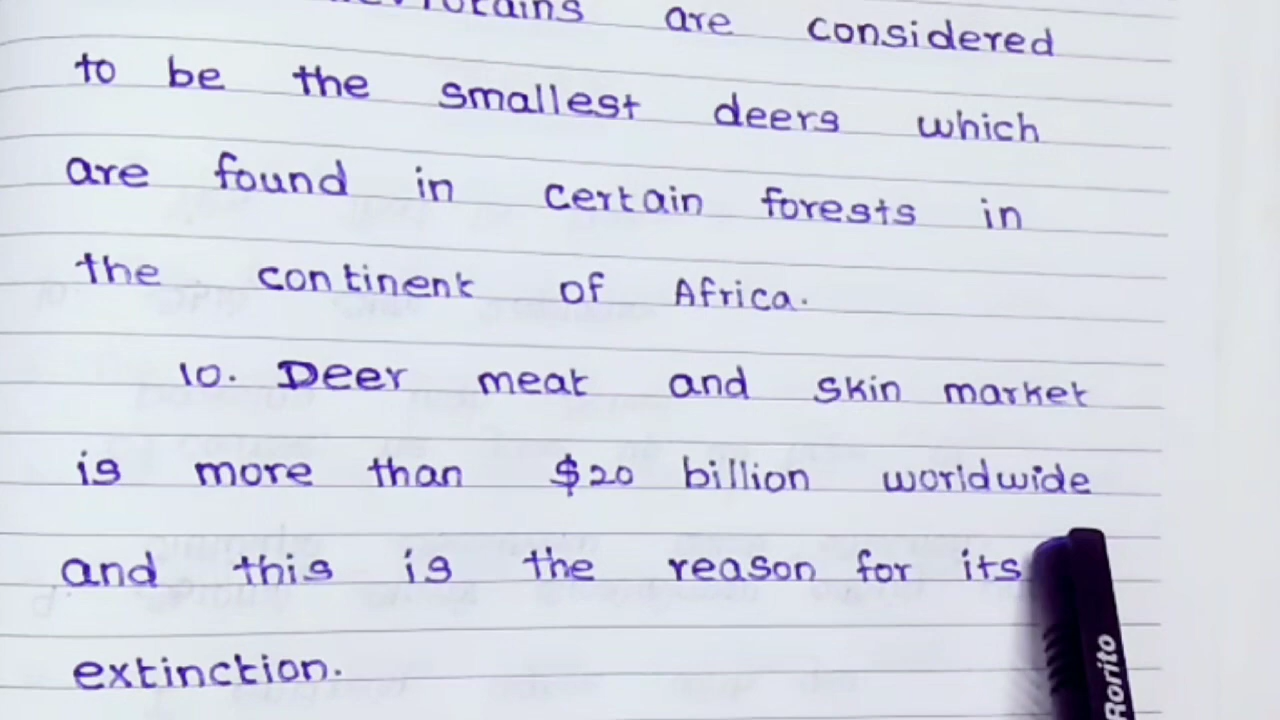 are considered
to be the smallest deers which
are found in certain forests in
the continent of Africa.
10. Deer meat and skin market
is more than $20 billion worldwide
and this is the reason for its
extinction.
Rorito